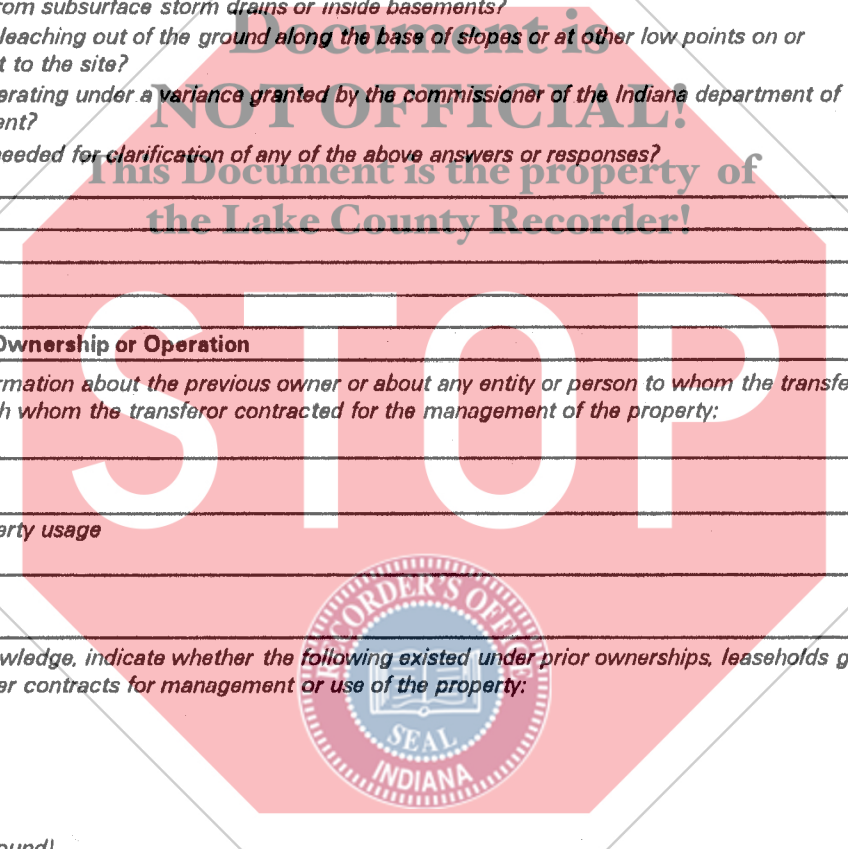 rom subsurface storm drains or inside basements?
Document is
leaching out of the ground along the base of slopes or at other low points on or
t to the site?
erating under a variance granted by the commissioner of the Indiana department of
NOT OFFICIAL!
ent?
eeded for clarification of any of the above answers or responses?
This Document is the property of
the Lake County Recorder!
STOP
Ownership or Operation
rmation about the previous owner or about any entity or person to whom the transfe
h whom the transferor contracted for the management of the property:
erty usage
RECORDER'S OFFICE
wledge, indicate whether the following existed under prior ownerships, leaseholds g
er contracts for management or use of the property:
SEAL
INDIANA
ound)